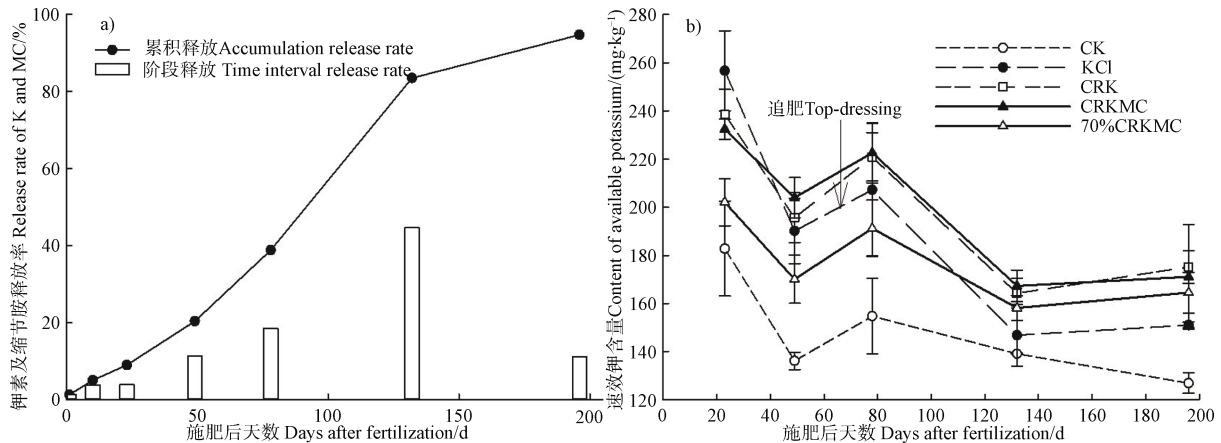 a)
累积释放Accumulation release rate
阶段释放 Time interval release rate
钾素及缩节胺释放率 Release rate of K and MC/%
100
80
60
40
20
0
0
50
100
150
200
施肥后天数 Days after fertilization/d
b)
CK
KCl
CRK
CRKMC
70%CRKMC
追肥Top-dressing
速效钾含量Content of available potassium/(mg·kg⁻¹)
280
260
240
220
200
180
160
140
120
0
20
40
60
80
100
120
140
160
180
200
施肥后天数 Days after fertilization/d